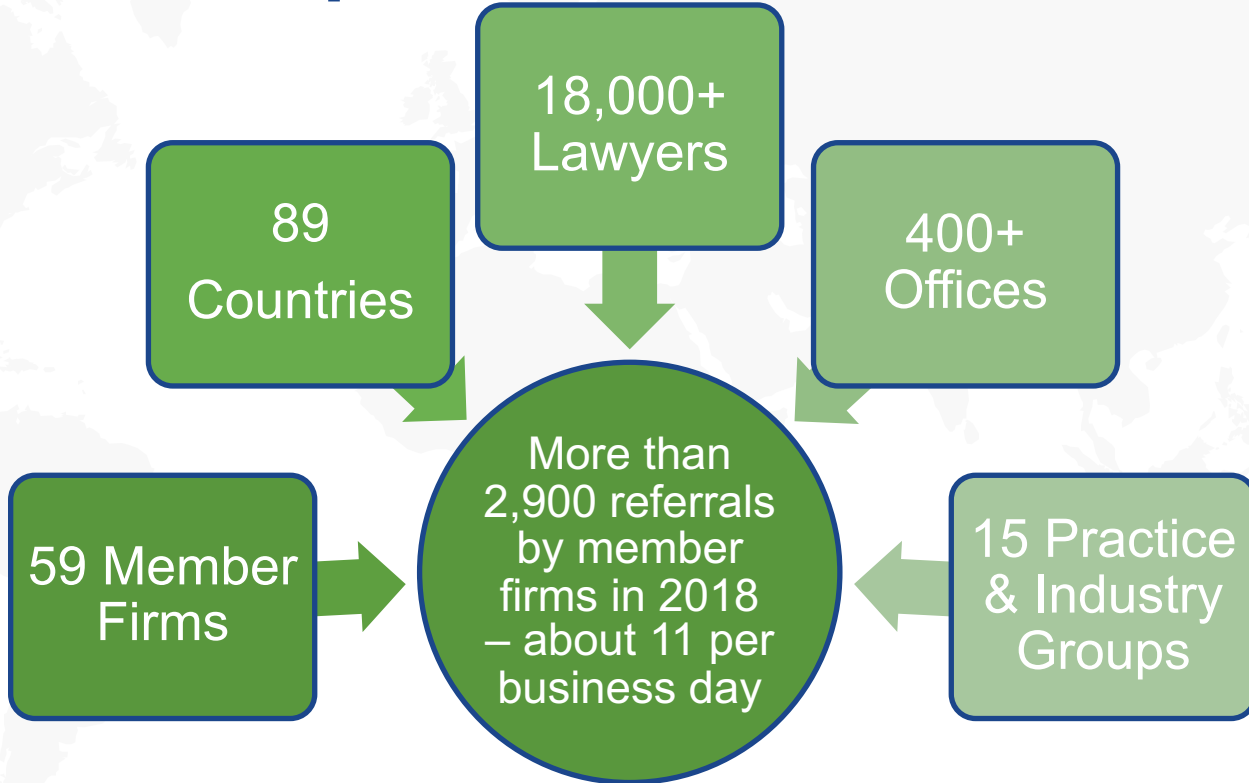 18,000+
Lawyers
89
Countries
400+
Offices
59 Member
Firms
More than
2,900 referrals
by member
firms in 2018
– about 11 per
business day
15 Practice
& Industry
Groups